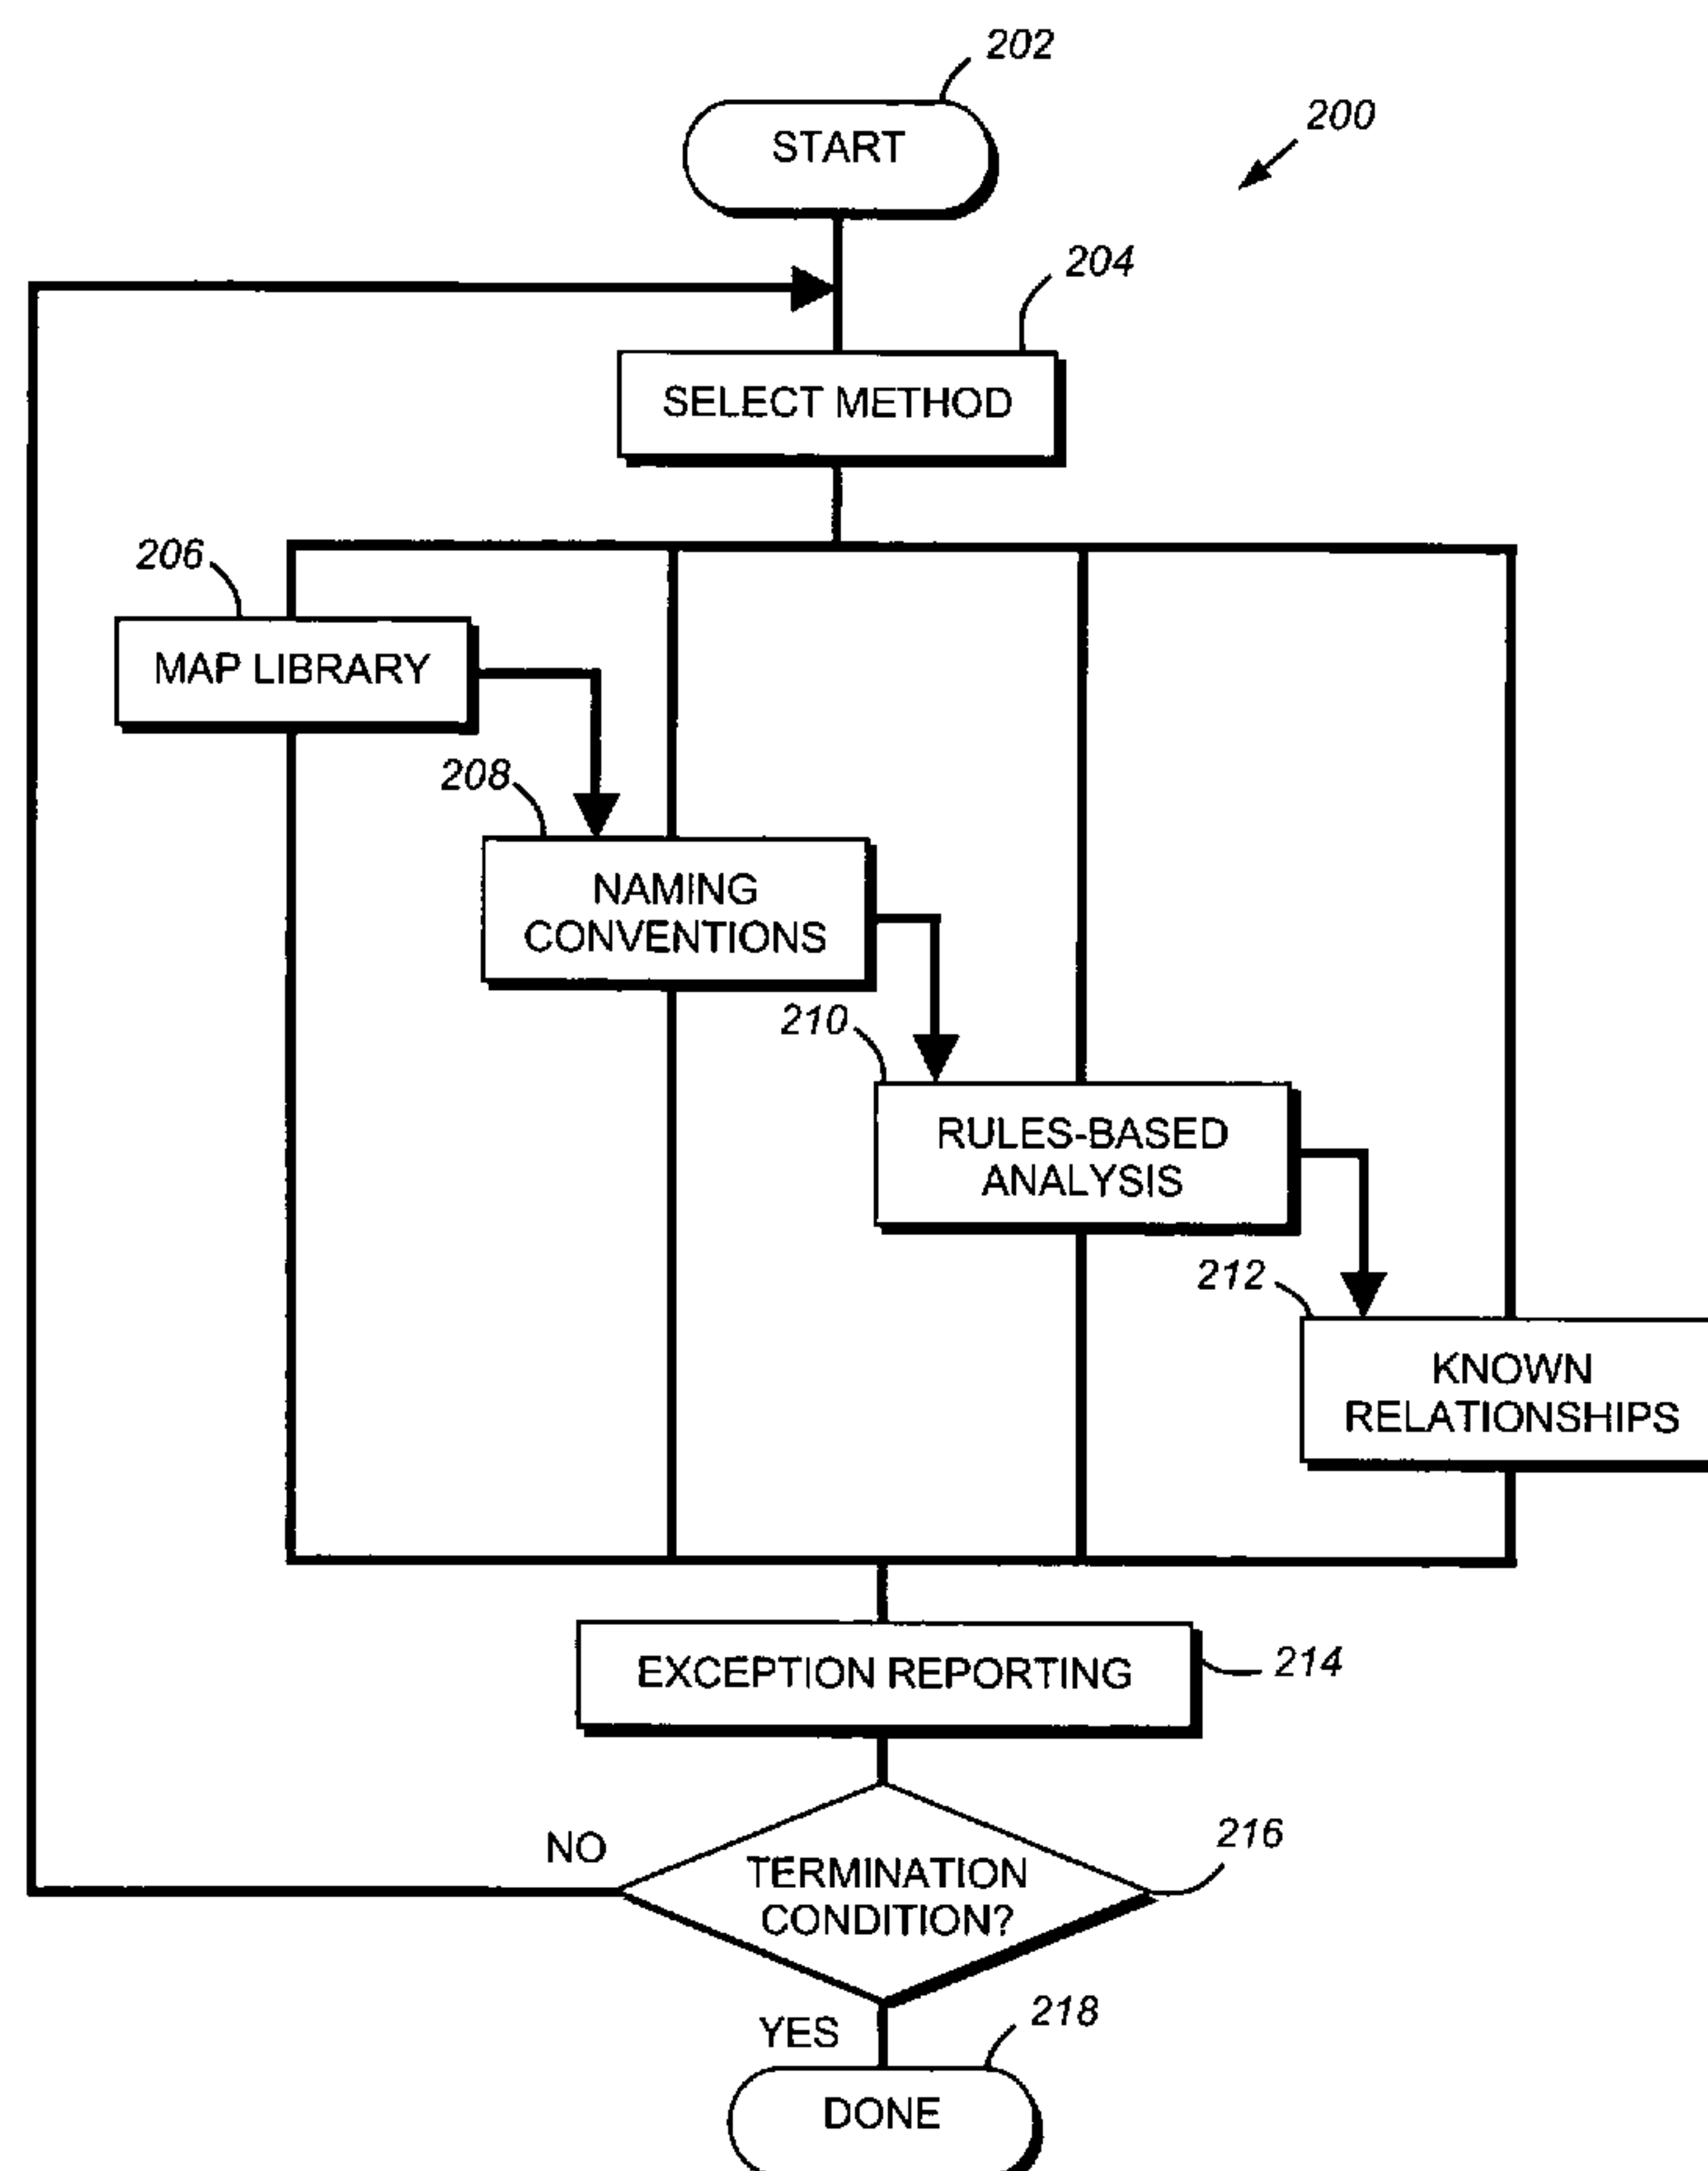 202
START
200
204
SELECT METHOD
206
MAP LIBRARY
208
NAMING
CONVENTIONS
210
RULES-BASED
ANALYSIS
212
KNOWN
RELATIONSHIPS
EXCEPTION REPORTING
214
NO
216
TERMINATION
CONDITION?
YES
218
DONE